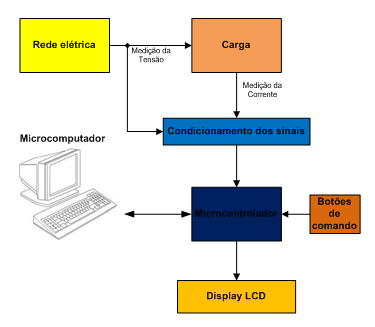 Rede elétrica
Carga
Medição da
Tensão
Medição da
Corrente
Condicionamento dos sinais
Microcomputador
Microcontrolador
Botões
de
comando
Display LCD